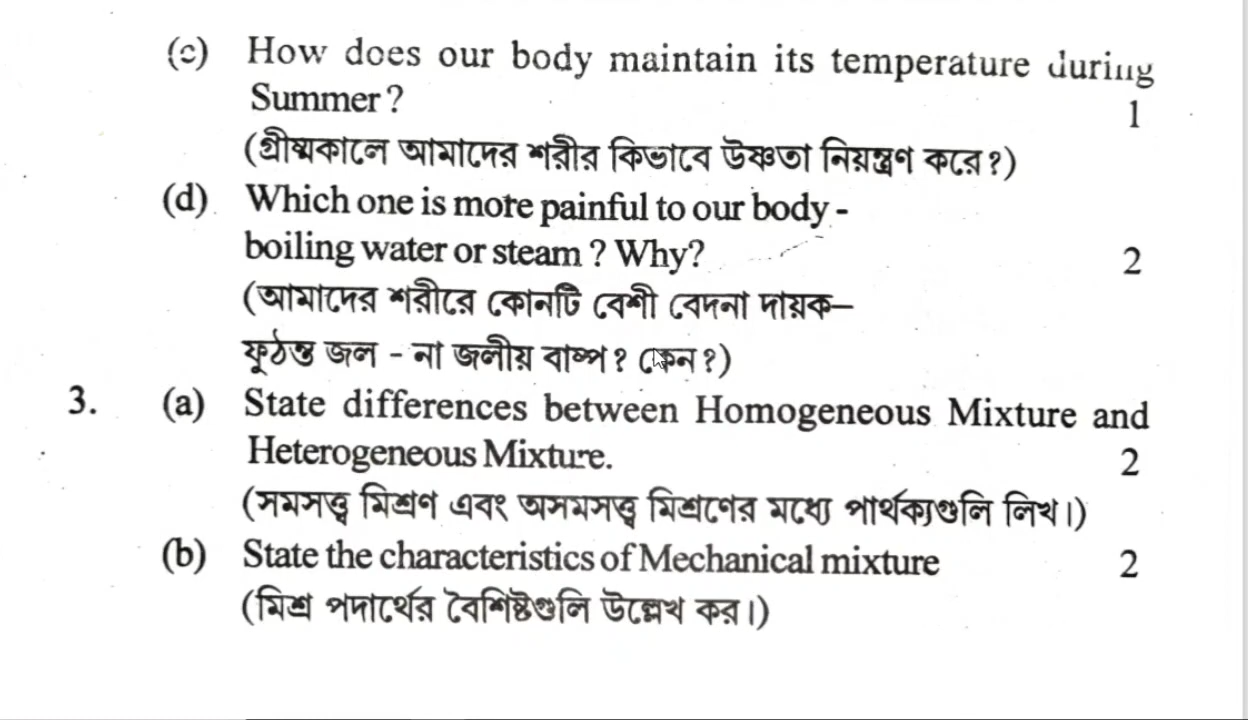 (c) How does our body maintain its temperature during
Summer ? 1
(গ্রীষ্মকালে আমাদের শরীর কিভাবে উষ্ণতা নিয়ন্ত্রণ করে ?)
(d) Which one is more painful to our body -
boiling water or steam ? Why? 2
(আমাদের শরীরে কোনটি বেশী বেদনা দায়ক–
ফুঠন্ত জল - না জলীয় বাষ্প ? কেন ?)
3. (a) State differences between Homogeneous Mixture and
Heterogeneous Mixture. 2
(সমসত্ত্ব মিশ্রণ এবং অসমসত্ত্ব মিশ্রণের মধ্যে পার্থক্যগুলি লিখ।)
(b) State the characteristics of Mechanical mixture 2
(মিশ্র পদার্থের বৈশিষ্টগুলি উল্লেখ কর।)